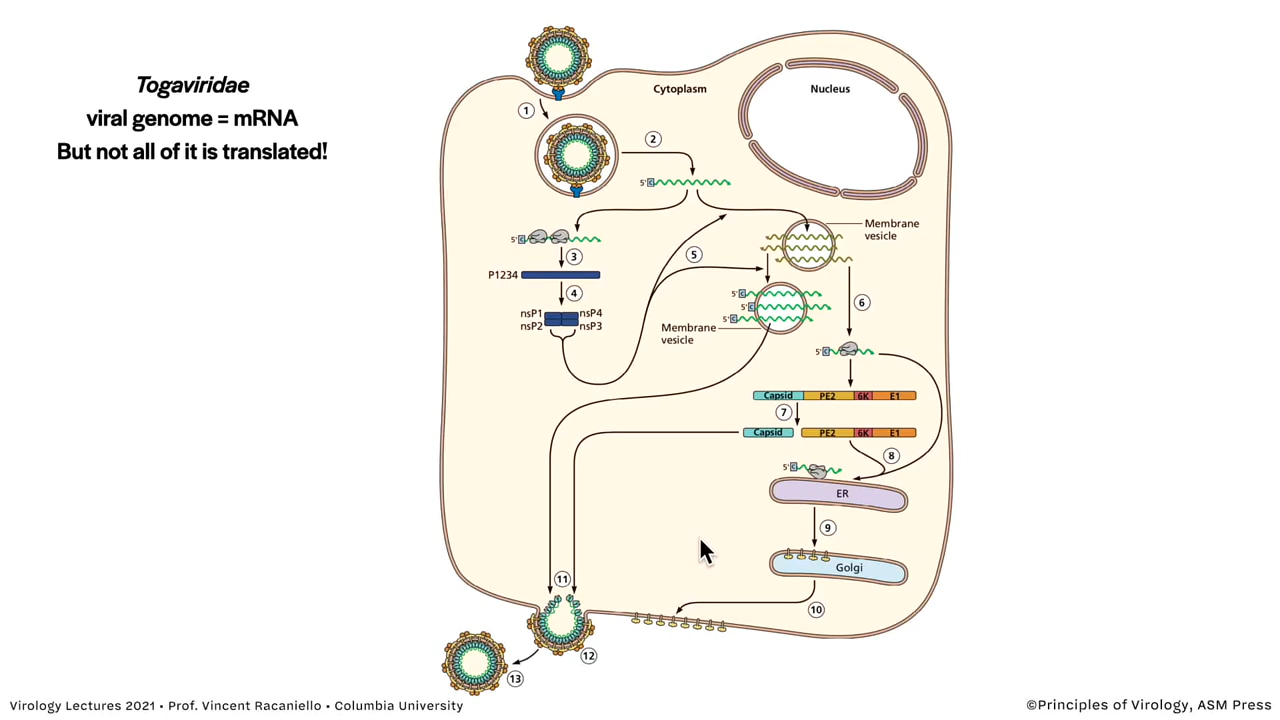 Togaviridae
viral genome = mRNA
But not all of it is translated!
Cytoplasm
Nucleus
1
2
5' C
5' C
3
P1234
4
nsP1 nsP4
nsP2 nsP3
5
Membrane
vesicle
5' C
5' C
5' C
Membrane
vesicle
6
5' C
Capsid PE2 6K E1
7
Capsid PE2 6K E1
8
5' C
ER
9
Golgi
10
11
12
13
Virology Lectures 2021 • Prof. Vincent Racaniello • Columbia University
©Principles of Virology, ASM Press